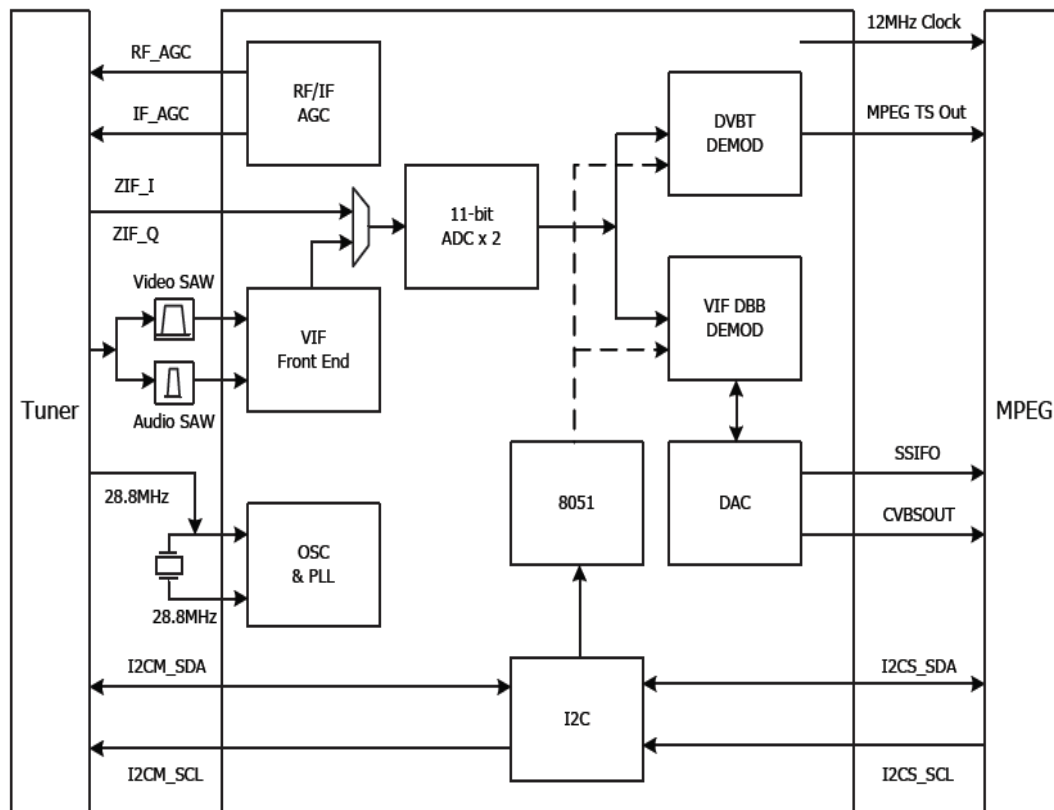 12MHz Clock
RF_AGC
RF/IF
AGC
IF_AGC
DVBT
DEMOD
MPEG TS Out
ZIF_I
ZIF_Q
11-bit
ADC x 2
Video SAW
VIF
Front End
VIF DBB
DEMOD
Tuner
Audio SAW
MPEG
SSIFO
28.8MHz
8051
DAC
CVBSOUT
OSC
& PLL
28.8MHz
I2CM_SDA
I2CS_SDA
I2C
I2CM_SCL
I2CS_SCL